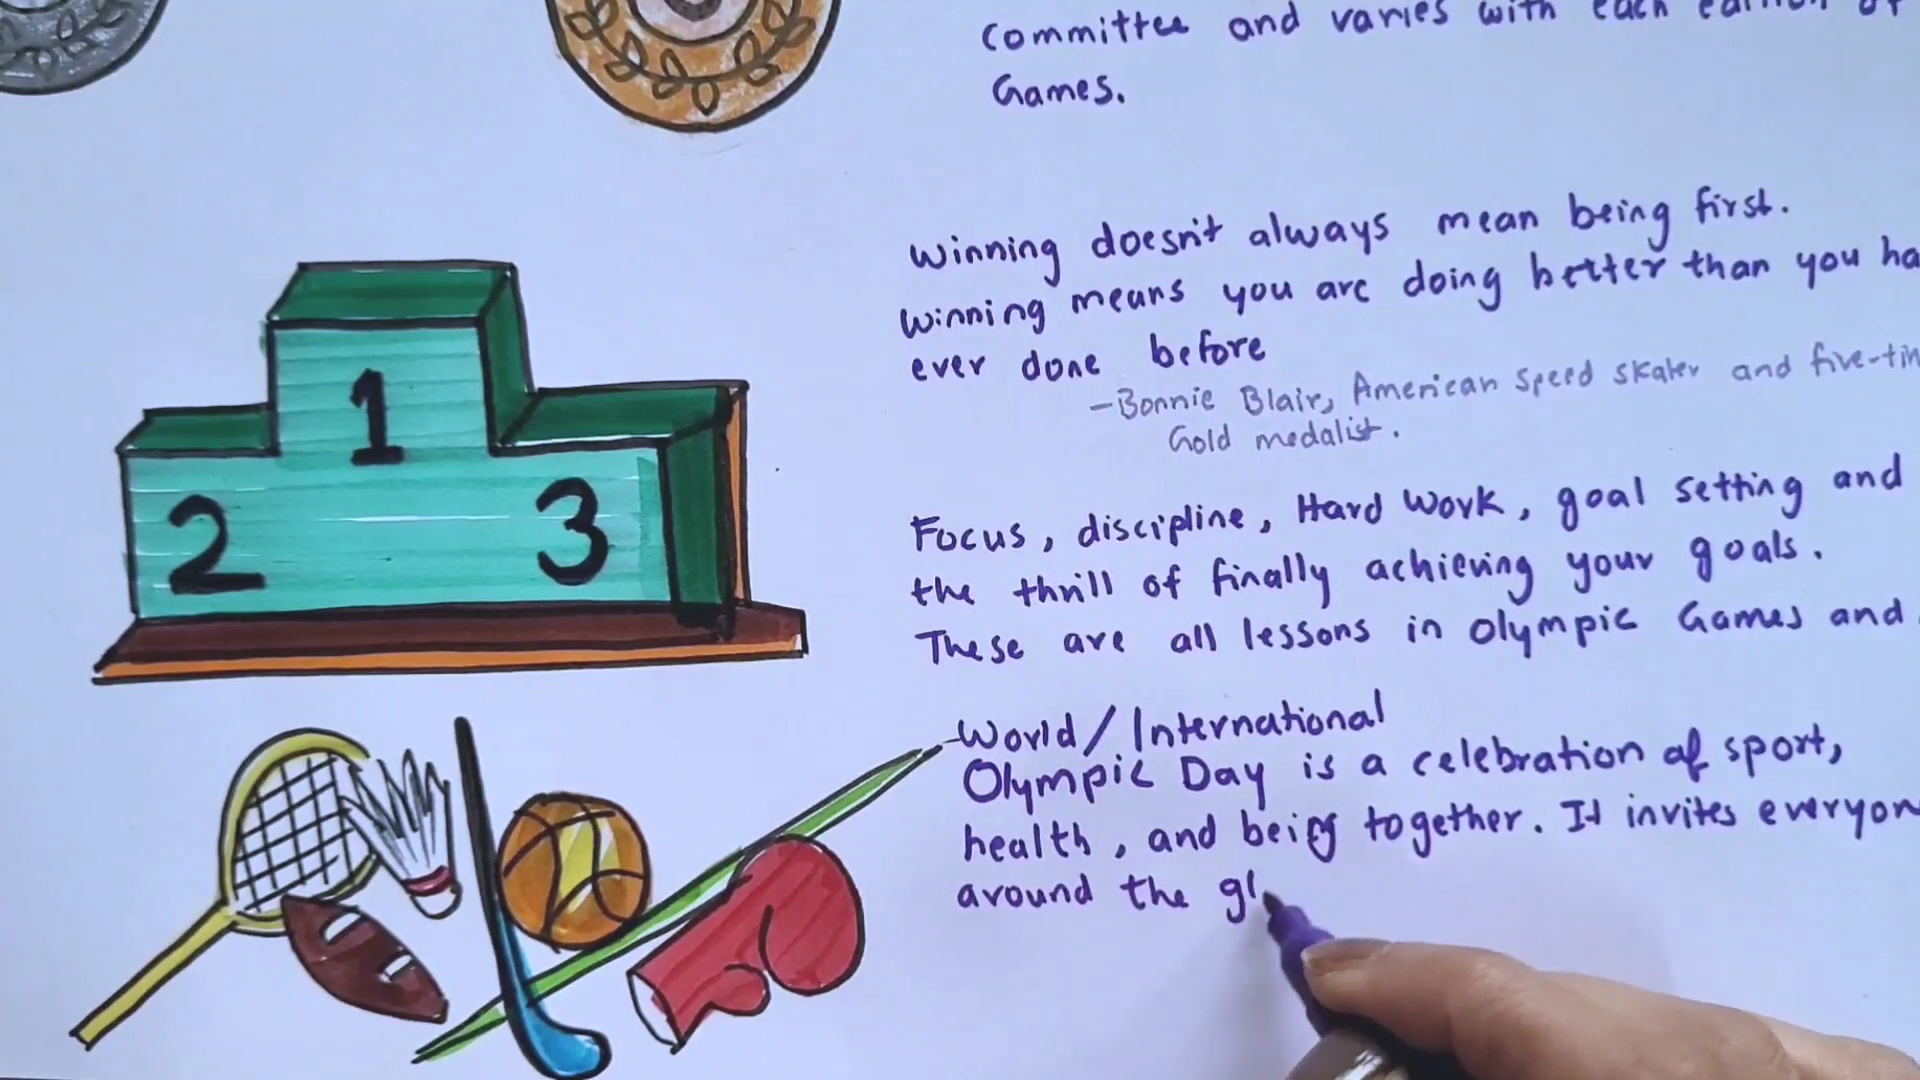 committee and varies with each edition of
Games.
Winning doesn't always mean being first.
Winning means you are doing better than you ha
ever done before
-Bonnie Blair, American speed skater and five-tim
Gold medalist.
Focus, discipline, Hard Work, goal setting and
the thrill of finally achieving your goals.
These are all lessons in Olympic Games and
World/International
Olympic Day is a celebration of sport,
health, and being together. It invites everyon
around the gl
1
2
3